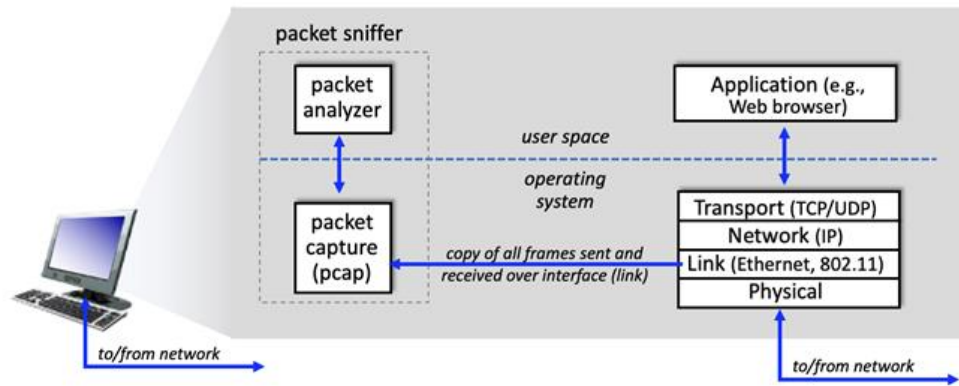 packet sniffer
packet
analyzer
Application (e.g.,
Web browser)
user space
operating
system
packet
capture
(pcap)
copy of all frames sent and
received over interface (link)
Transport (TCP/UDP)
Network (IP)
Link (Ethernet, 802.11)
Physical
to/from network
to/from network